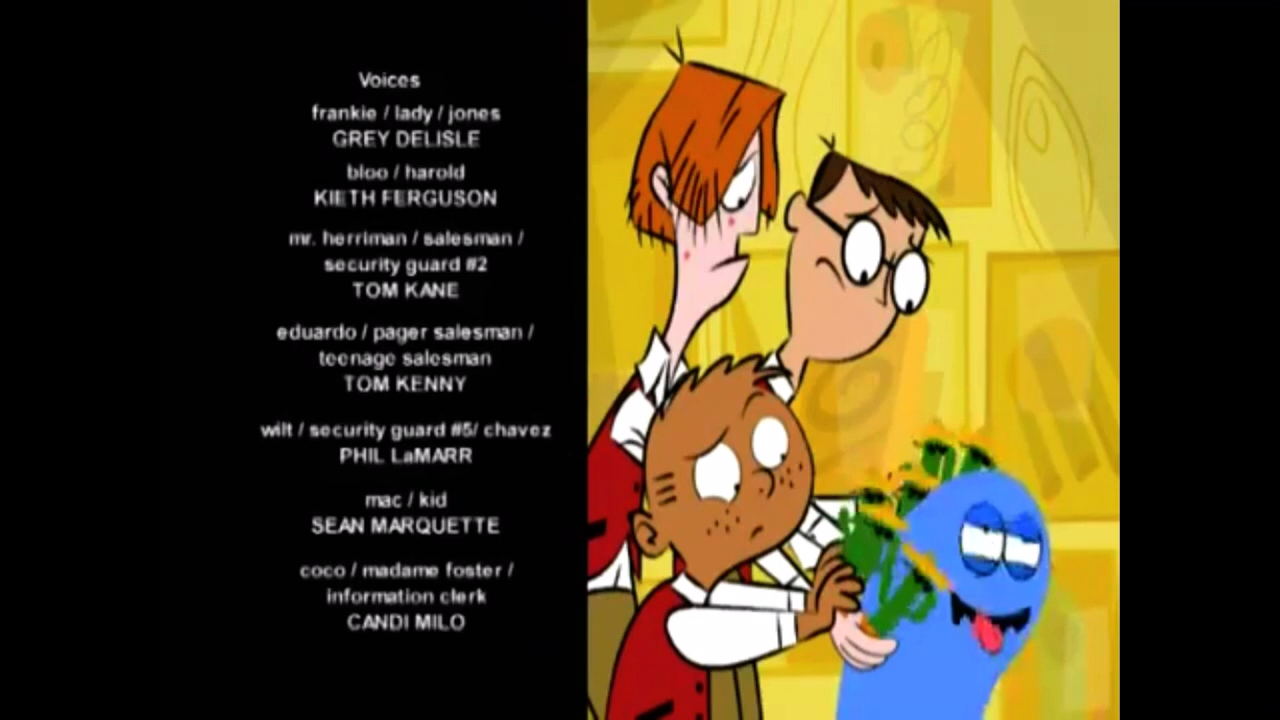 Voices
frankie / lady / jones
GREY DELISLE
bloo / harold
KIETH FERGUSON
mr. herriman / salesman /
security guard #2
TOM KANE
eduardo / pager salesman /
teenage salesman
TOM KENNY
wilt / security guard #5/ chavez
PHIL LaMARR
mac / kid
SEAN MARQUETTE
coco / madame foster /
information clerk
CANDI MILO